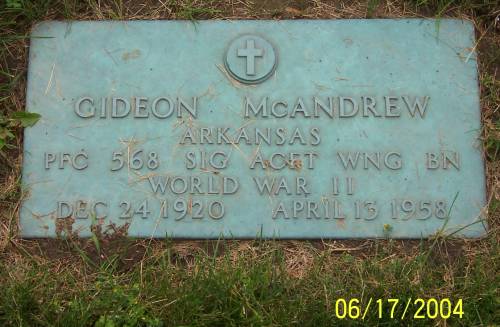 GIDEON McANDREW
ARKANSAS
PFC 568 SIG ACFT WNG BN
WORLD WAR II
DEC 24 1920 APRIL 13 1958
06/17/2004